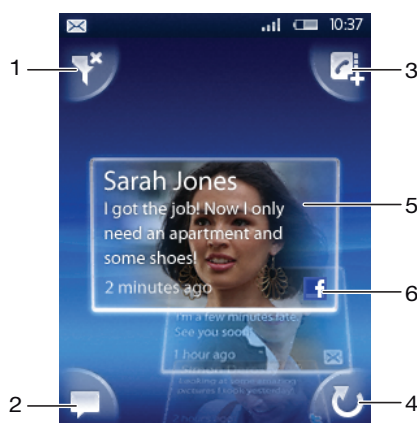 10:37
1
3
Sarah Jones
I got the job! Now I only
need an apartment and
some shoes!
2 minutes ago
5
f
6
I'm a few minutes late.
See you soon!
1 hour ago
2
4